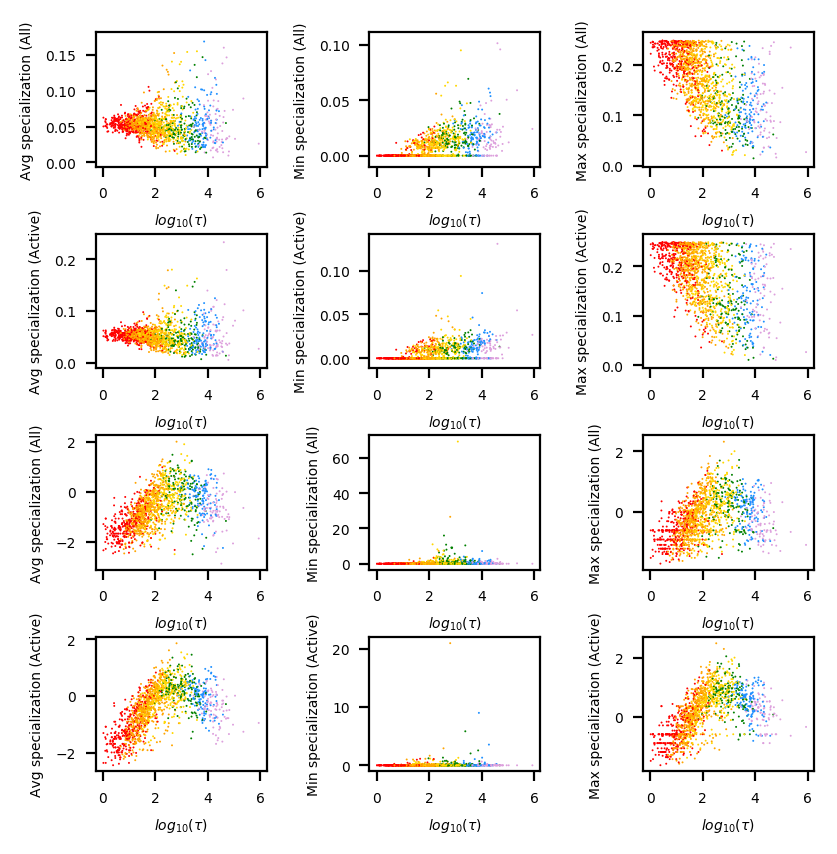 Avg specialization (All)
0.15
0.10
0.05
0.00
0 2 4 6
log10(τ)
Min specialization (All)
0.10
0.05
0.00
0 2 4 6
log10(τ)
Max specialization (All)
0.2
0.1
0.0
0 2 4 6
log10(τ)
Avg specialization (Active)
0.2
0.1
0.0
0 2 4 6
log10(τ)
Min specialization (Active)
0.10
0.05
0.00
0 2 4 6
log10(τ)
Max specialization (Active)
0.2
0.1
0.0
0 2 4 6
log10(τ)
Avg specialization (All)
2
0
−2
0 2 4 6
log10(τ)
Min specialization (All)
60
40
20
0
0 2 4 6
log10(τ)
Max specialization (All)
2
0
0 2 4 6
log10(τ)
Avg specialization (Active)
2
0
−2
0 2 4 6
log10(τ)
Min specialization (Active)
20
10
0
0 2 4 6
log10(τ)
Max specialization (Active)
2
0
0 2 4 6
log10(τ)